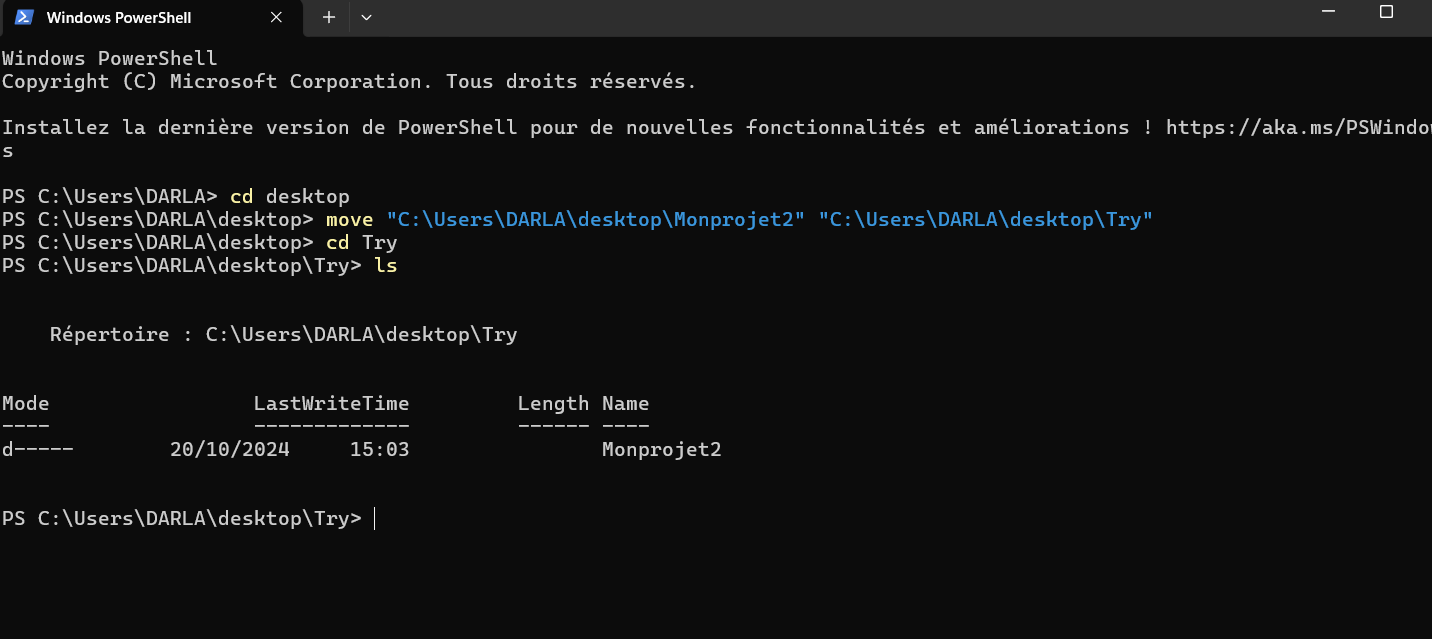 Windows PowerShell
Windows PowerShell
Copyright (C) Microsoft Corporation. Tous droits réservés.
Installez la dernière version de PowerShell pour de nouvelles fonctionnalités et améliorations ! https://aka.ms/PSWindow
s
PS C:\Users\DARLA> cd desktop
PS C:\Users\DARLA\desktop> move "C:\Users\DARLA\desktop\Monprojet2" "C:\Users\DARLA\desktop\Try"
PS C:\Users\DARLA\desktop> cd Try
PS C:\Users\DARLA\desktop\Try> ls
Répertoire : C:\Users\DARLA\desktop\Try
Mode LastWriteTime Length Name
---- ------------- ------ ----
d----- 20/10/2024 15:03 Monprojet2
PS C:\Users\DARLA\desktop\Try>